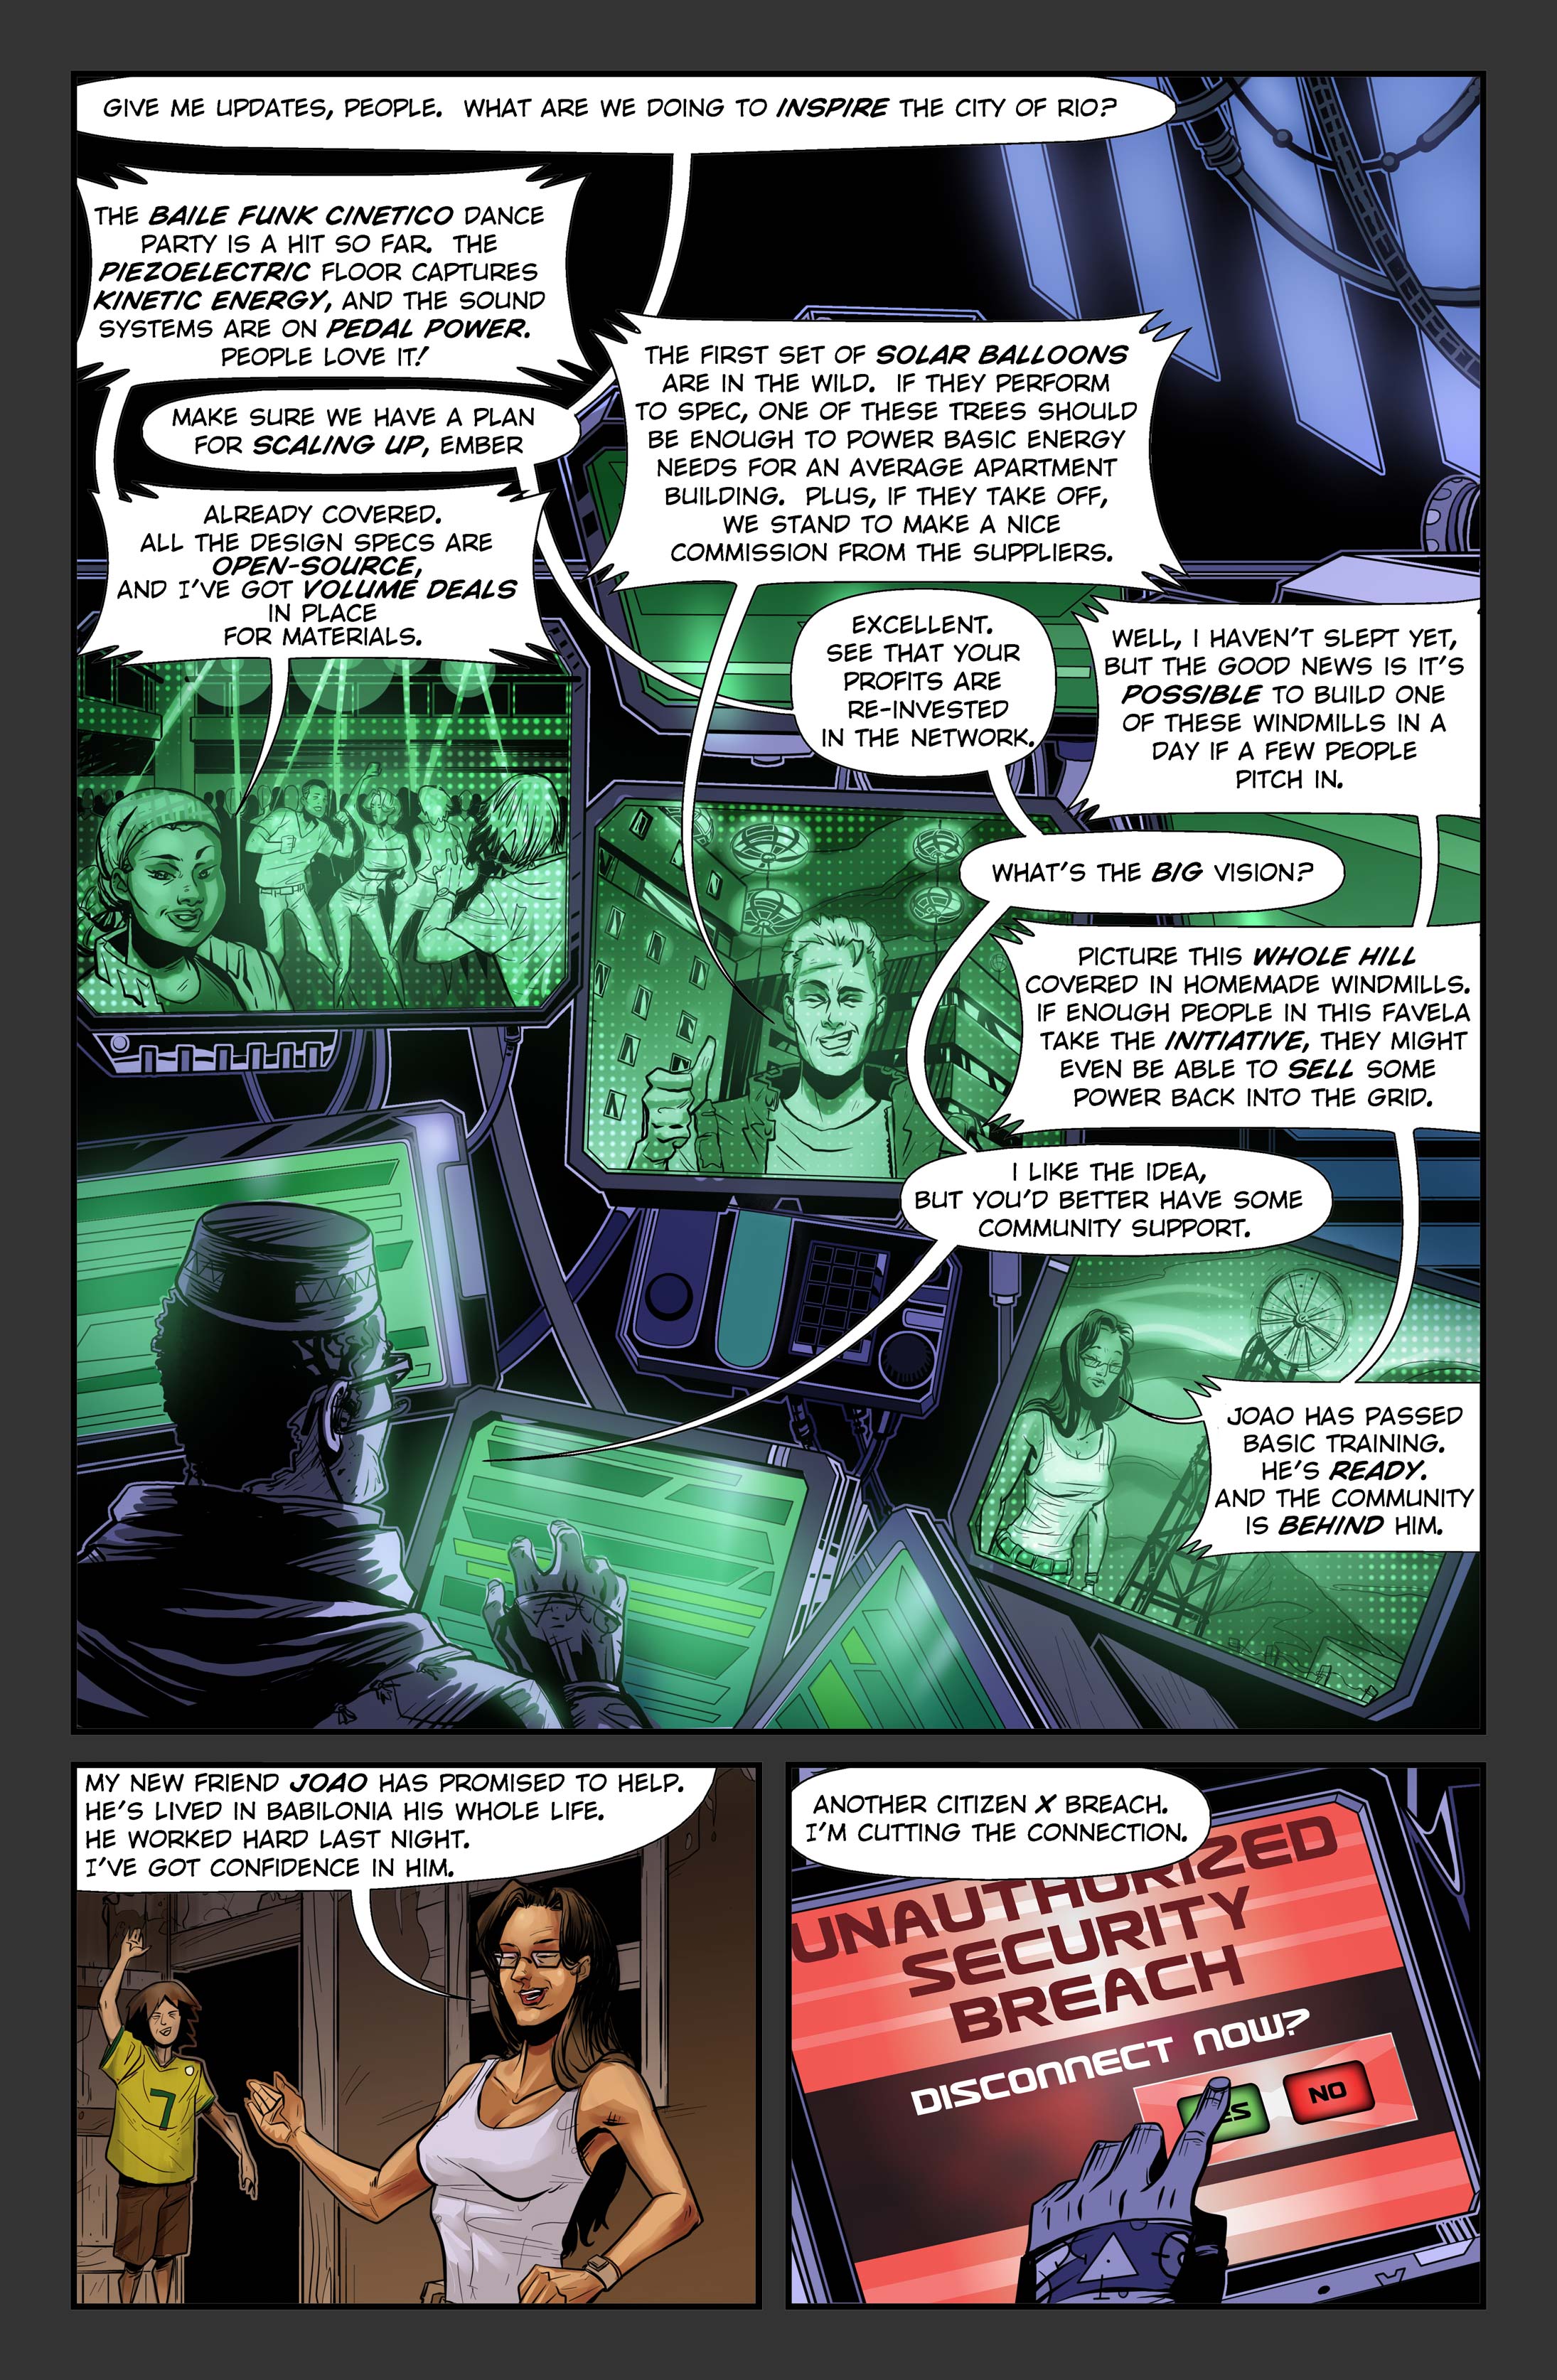 GIVE ME UPDATES, PEOPLE. WHAT ARE WE DOING TO INSPIRE THE CITY OF RIO?
THE BAILE FUNK CINETICO DANCE
PARTY IS A HIT SO FAR. THE
PIEZOELECTRIC FLOOR CAPTURES
KINETIC ENERGY, AND THE SOUND
SYSTEMS ARE ON PEDAL POWER.
PEOPLE LOVE IT!
MAKE SURE WE HAVE A PLAN
FOR SCALING UP, EMBER
ALREADY COVERED.
ALL THE DESIGN SPECS ARE
OPEN-SOURCE,
AND I'VE GOT VOLUME DEALS
IN PLACE
FOR MATERIALS.
THE FIRST SET OF SOLAR BALLOONS
ARE IN THE WILD. IF THEY PERFORM
TO SPEC, ONE OF THESE TREES SHOULD
BE ENOUGH TO POWER BASIC ENERGY
NEEDS FOR AN AVERAGE APARTMENT
BUILDING. PLUS, IF THEY TAKE OFF,
WE STAND TO MAKE A NICE
COMMISSION FROM THE SUPPLIERS.
EXCELLENT.
SEE THAT YOUR
PROFITS ARE
RE-INVESTED
IN THE NETWORK.
WELL, I HAVEN'T SLEPT YET,
BUT THE GOOD NEWS IS IT'S
POSSIBLE TO BUILD ONE
OF THESE WINDMILLS IN A
DAY IF A FEW PEOPLE
PITCH IN.
WHAT'S THE BIG VISION?
PICTURE THIS WHOLE HILL
COVERED IN HOMEMADE WINDMILLS.
IF ENOUGH PEOPLE IN THIS FAVELA
TAKE THE INITIATIVE, THEY MIGHT
EVEN BE ABLE TO SELL SOME
POWER BACK INTO THE GRID.
I LIKE THE IDEA,
BUT YOU'D BETTER HAVE SOME
COMMUNITY SUPPORT.
JOAO HAS PASSED
BASIC TRAINING.
HE'S READY.
AND THE COMMUNITY
IS BEHIND HIM.
MY NEW FRIEND JOAO HAS PROMISED TO HELP.
HE'S LIVED IN BABILONIA HIS WHOLE LIFE.
HE WORKED HARD LAST NIGHT.
I'VE GOT CONFIDENCE IN HIM.
7
ANOTHER CITIZEN X BREACH.
I'M CUTTING THE CONNECTION.
UNAUTHORIZED
SECURITY
BREACH
DISCONNECT NOW?
YES
NO